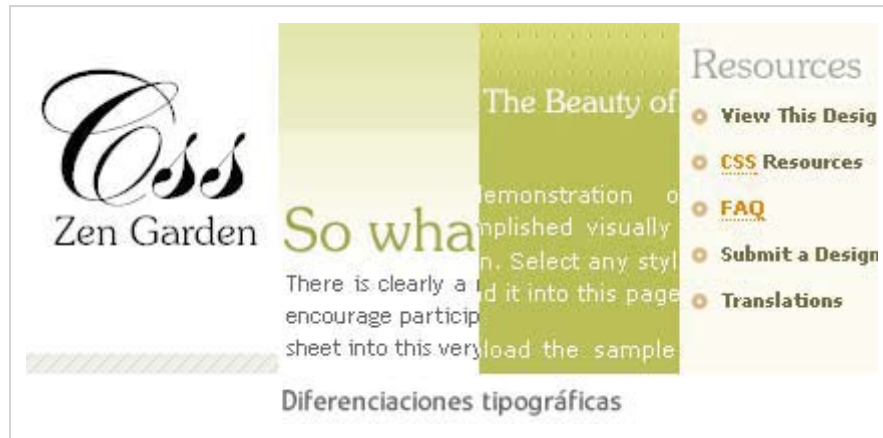 Css
Zen Garden
So wha
There is clearly a
encourage particip
sheet into this very
The Beauty of
emonstration o
mplished visually
n. Select any styl
d it into this page
load the sample
Resources
View This Desig
CSS Resources
FAQ
Submit a Design
Translations
Diferenciaciones tipográficas